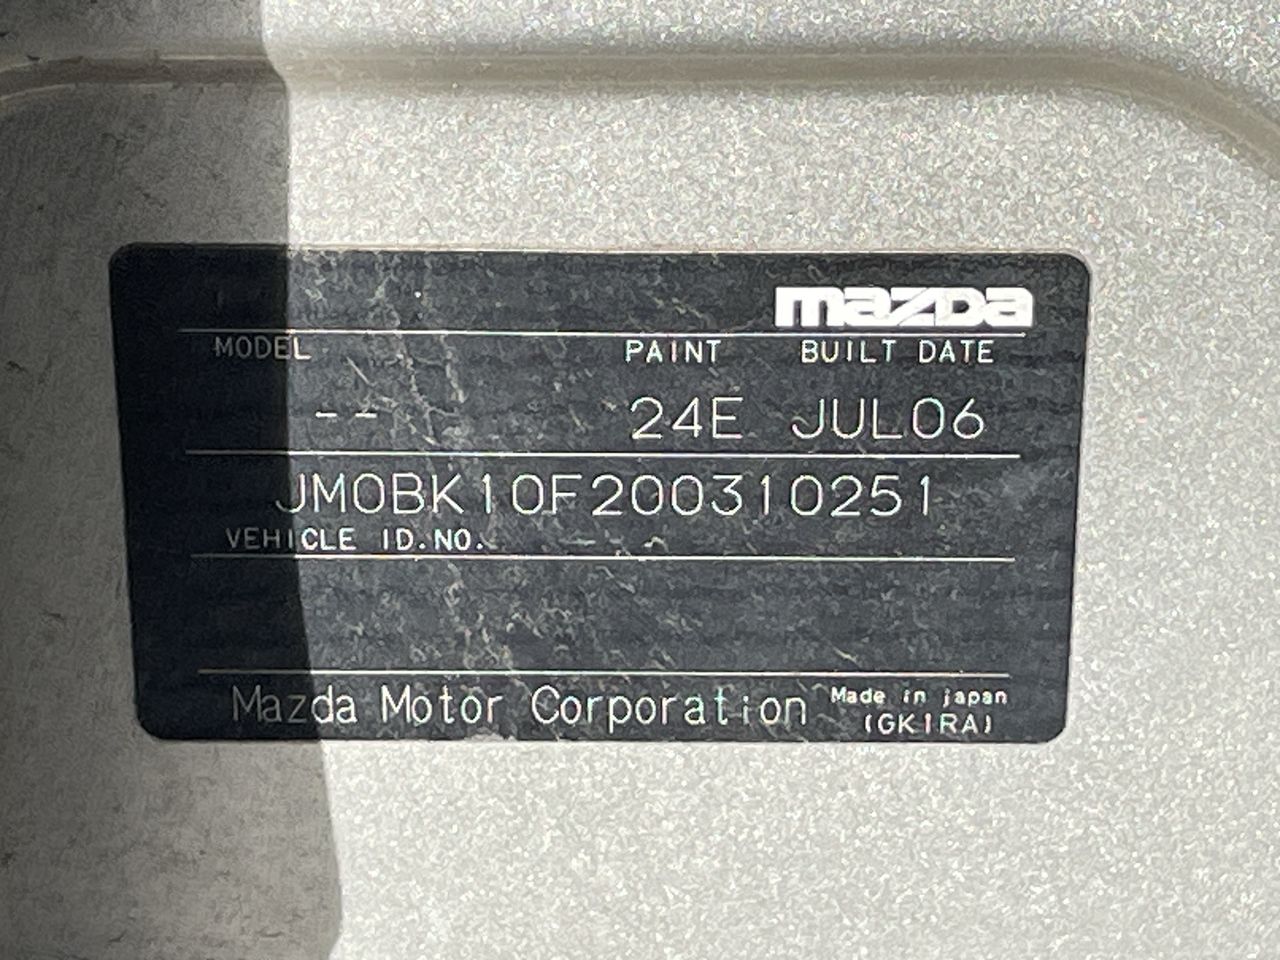 mazda
MODEL PAINT BUILT DATE
-- 24E JUL06
JM0BK10F200310251
VEHICLE ID.NO.
Mazda Motor Corporation Made in japan
(GK1RA)